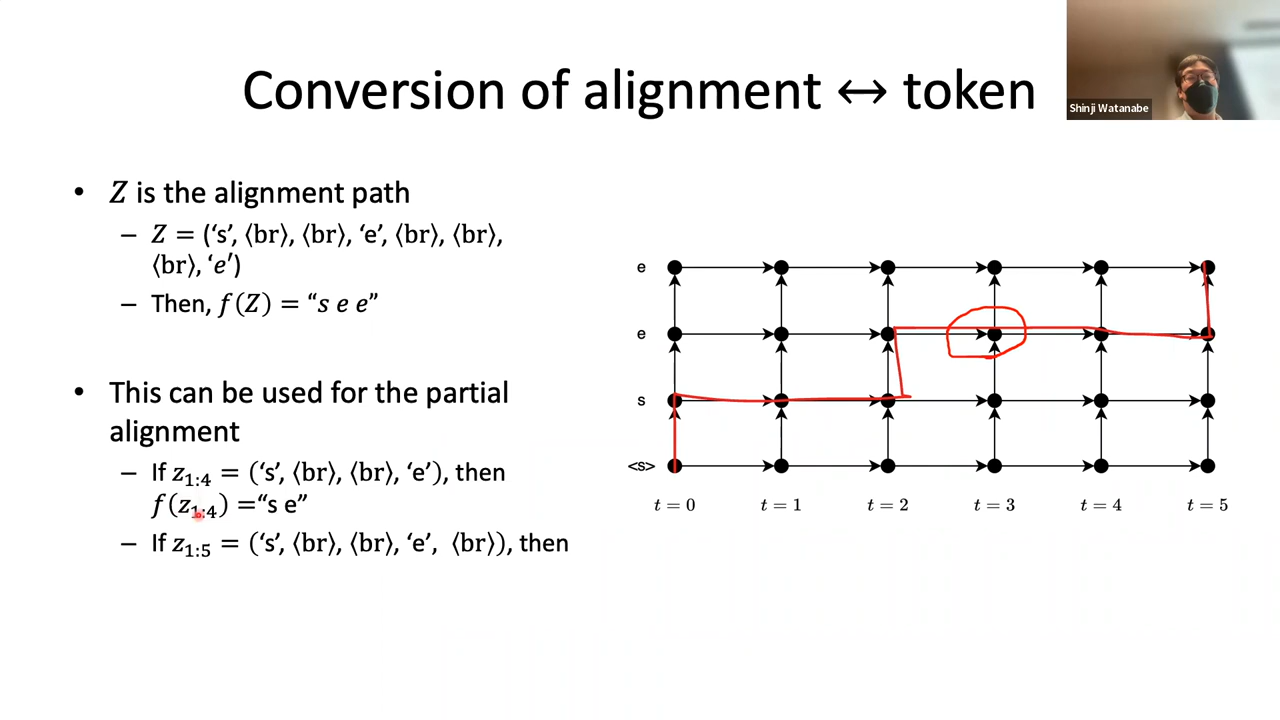 Conversion of alignment ↔ token
Shinji Watanabe
• Z is the alignment path
– Z = (‘s’, ⟨br⟩, ⟨br⟩, ‘e’, ⟨br⟩, ⟨br⟩,
⟨br⟩, ‘e’)
– Then, f(Z) = “s e e”
• This can be used for the partial
alignment
– If z₁:₄ = (‘s’, ⟨br⟩, ⟨br⟩, ‘e’), then
f(z₁:₄) =“s e”
– If z₁:₅ = (‘s’, ⟨br⟩, ⟨br⟩, ‘e’, ⟨br⟩), then
e
e
s
<s>
t = 0 t = 1 t = 2 t = 3 t = 4 t = 5